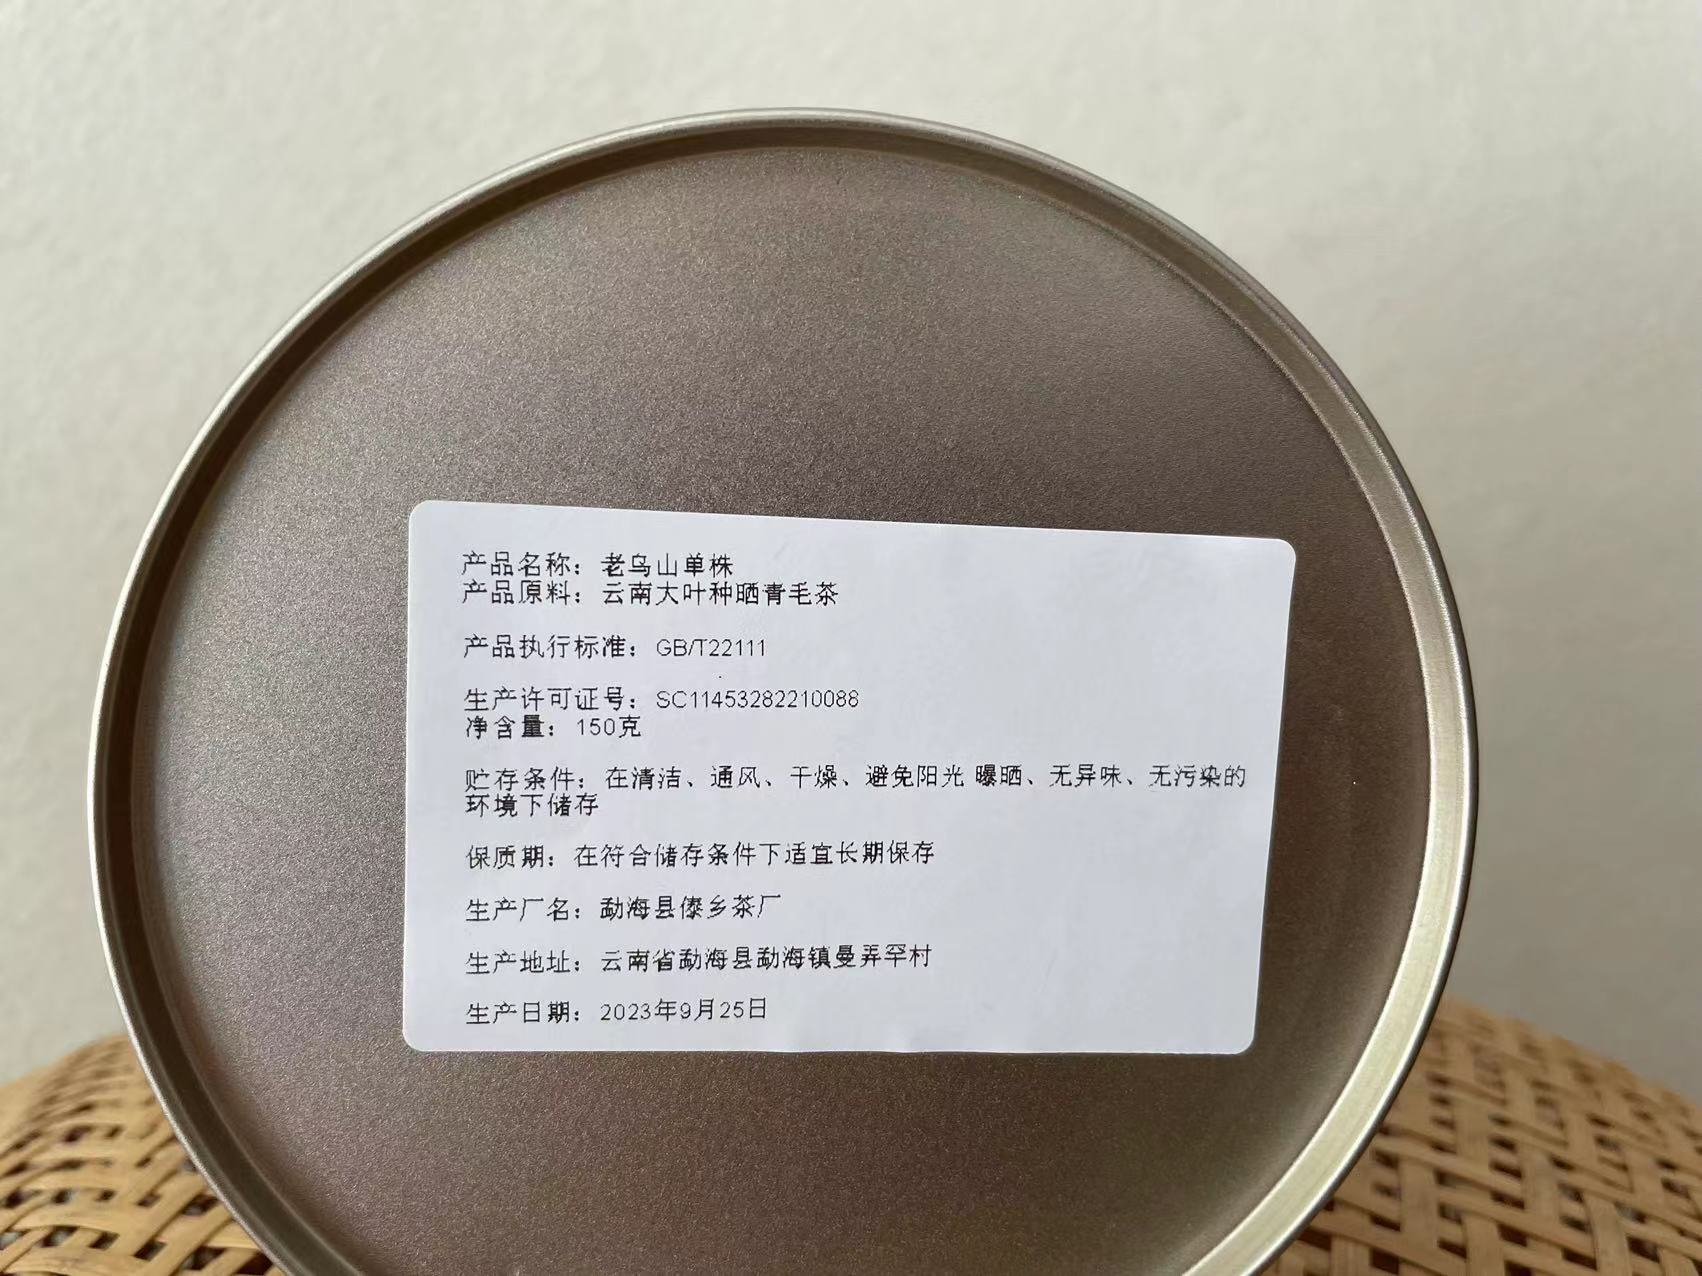 产品名称：老乌山单株
产品原料：云南大叶种晒青毛茶
产品执行标准：GB/T22111
生产许可证号：SC11453282210088
净含量：150克
贮存条件：在清洁、通风、干燥、避免阳光 曝晒、无异味、无污染的
环境下储存
保质期：在符合储存条件下适宜长期保存
生产厂名：勐海县傣乡茶厂
生产地址：云南省勐海县勐海镇曼弄罕村
生产日期：2023年9月25日